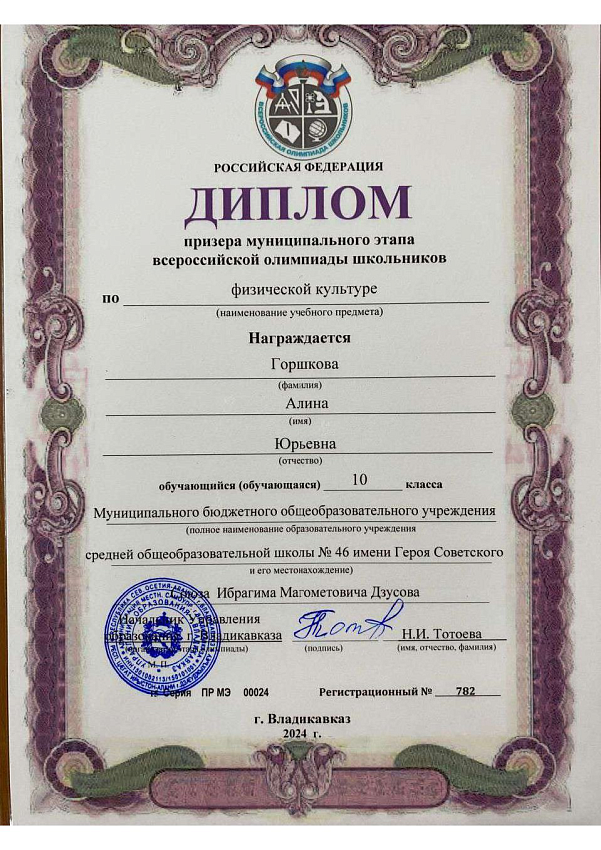 ВСЕРОССИЙСКАЯ ОЛИМПИАДА ШКОЛЬНИКОВ
РОССИЙСКАЯ ФЕДЕРАЦИЯ
ДИПЛОМ
призера муниципального этапа
всероссийской олимпиады школьников
по физической культуре
(наименование учебного предмета)
Награждается
Горшкова
(фамилия)
Алина
(имя)
Юрьевна
(отчество)
обучающийся (обучающаяся) 10 класса
Муниципального бюджетного общеобразовательного учреждения
(полное наименование образовательного учреждения
средней общеобразовательной школы № 46 имени Героя Советского
и его местонахождение)
Союза Ибрагима Магометовича Дзусова
Начальник Управления
образования г. Владикавказа Н.И. Тотоева
(подпись) (имя, отчество, фамилия)
М. П.
Серия ПР МЭ 00024 Регистрационный № 782
г. Владикавказ
2024 г.